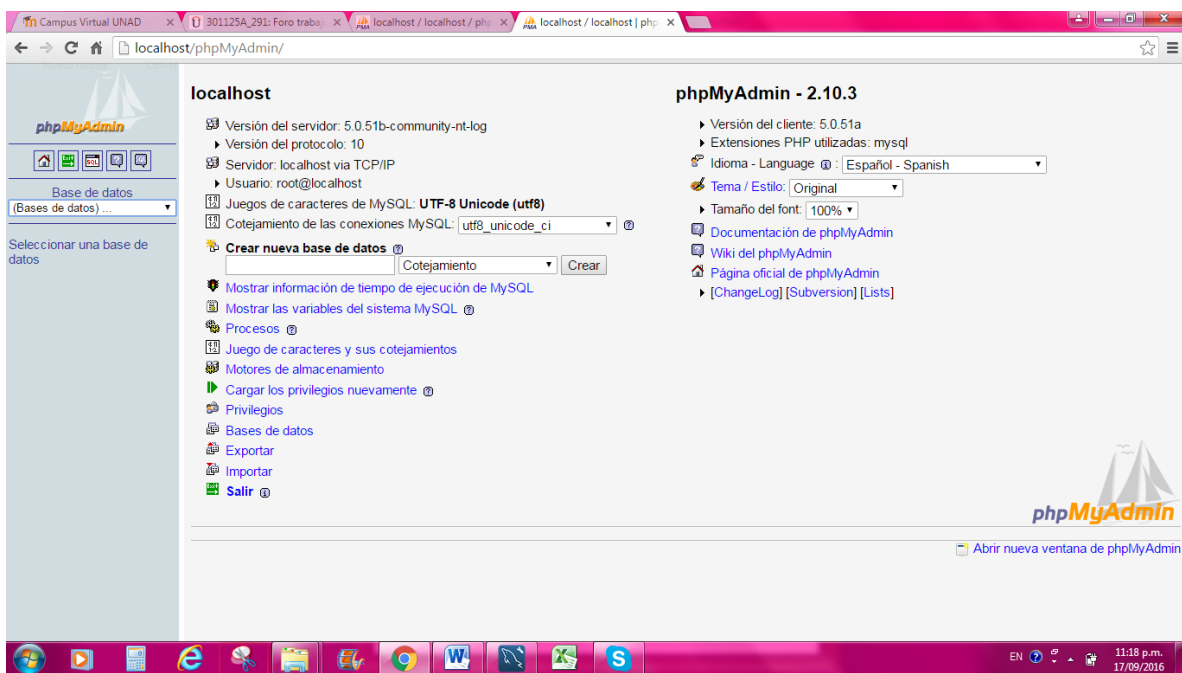 Campus Virtual UNAD
301125A_291: Foro trabaj
localhost / localhost / php
localhost / localhost | php
localhost/phpMyAdmin/
phpMyAdmin
Base de datos
(Bases de datos) ...
Seleccionar una base de
datos
localhost
Versión del servidor: 5.0.51b-community-nt-log
Versión del protocolo: 10
Servidor: localhost via TCP/IP
Usuario: root@localhost
Juegos de caracteres de MySQL: UTF-8 Unicode (utf8)
Cotejamiento de las conexiones MySQL: utf8_unicode_ci
Crear nueva base de datos
Cotejamiento Crear
Mostrar información de tiempo de ejecución de MySQL
Mostrar las variables del sistema MySQL
Procesos
Juego de caracteres y sus cotejamientos
Motores de almacenamiento
Cargar los privilegios nuevamente
Privilegios
Bases de datos
Exportar
Importar
Salir
phpMyAdmin - 2.10.3
Versión del cliente: 5.0.51a
Extensiones PHP utilizadas: mysql
Idioma - Language : Español - Spanish
Tema / Estilo: Original
Tamaño del font: 100%
Documentación de phpMyAdmin
Wiki del phpMyAdmin
Página oficial de phpMyAdmin
[ChangeLog] [Subversion] [Lists]
phpMyAdmin
Abrir nueva ventana de phpMyAdmin
EN
11:18 p.m.
17/09/2016